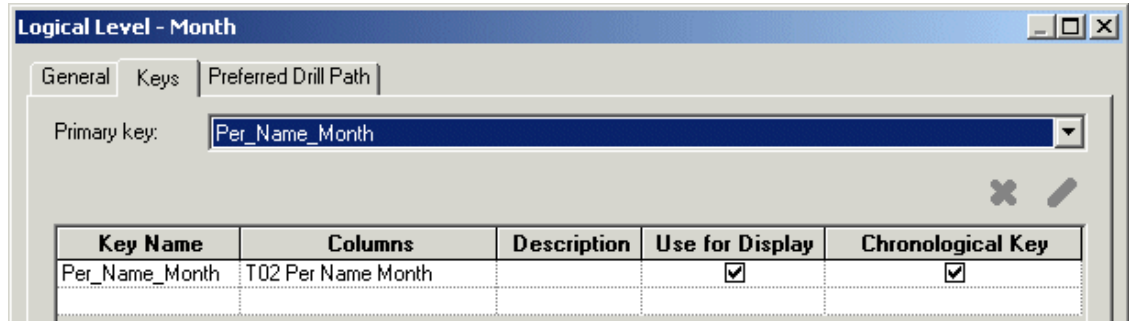 Logical Level - Month
General Keys Preferred Drill Path
Primary key: Per_Name_Month
Key Name Columns Description Use for Display Chronological Key
Per_Name_Month T02 Per Name Month